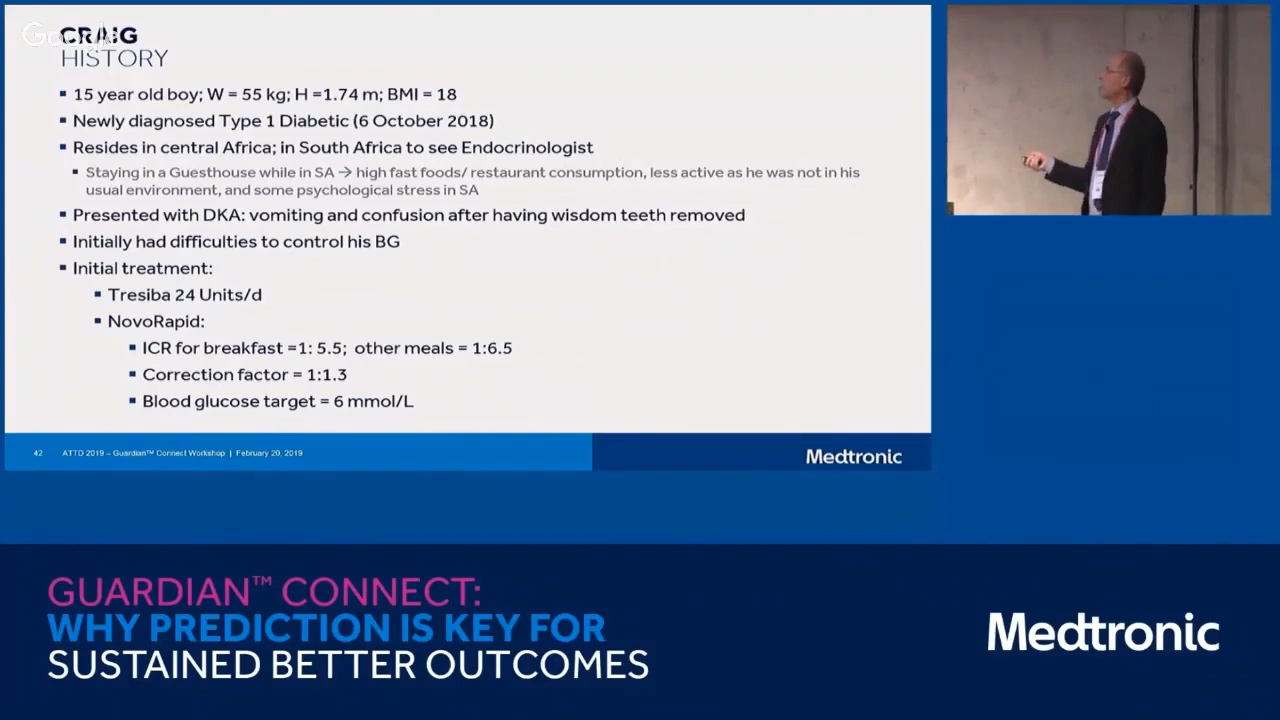 Google
CRAIG
HISTORY
▪ 15 year old boy; W = 55 kg; H =1.74 m; BMI = 18
▪ Newly diagnosed Type 1 Diabetic (6 October 2018)
▪ Resides in central Africa; in South Africa to see Endocrinologist
▪ Staying in a Guesthouse while in SA → high fast foods/ restaurant consumption, less active as he was not in his
usual environment, and some psychological stress in SA
▪ Presented with DKA: vomiting and confusion after having wisdom teeth removed
▪ Initially had difficulties to control his BG
▪ Initial treatment:
▪ Tresiba 24 Units/d
▪ NovoRapid:
▪ ICR for breakfast =1: 5.5; other meals = 1:6.5
▪ Correction factor = 1:1.3
▪ Blood glucose target = 6 mmol/L
42 ATTD 2019 – Guardian™ Connect Workshop | February 20, 2019
Medtronic
GUARDIAN™ CONNECT:
WHY PREDICTION IS KEY FOR
SUSTAINED BETTER OUTCOMES
Medtronic